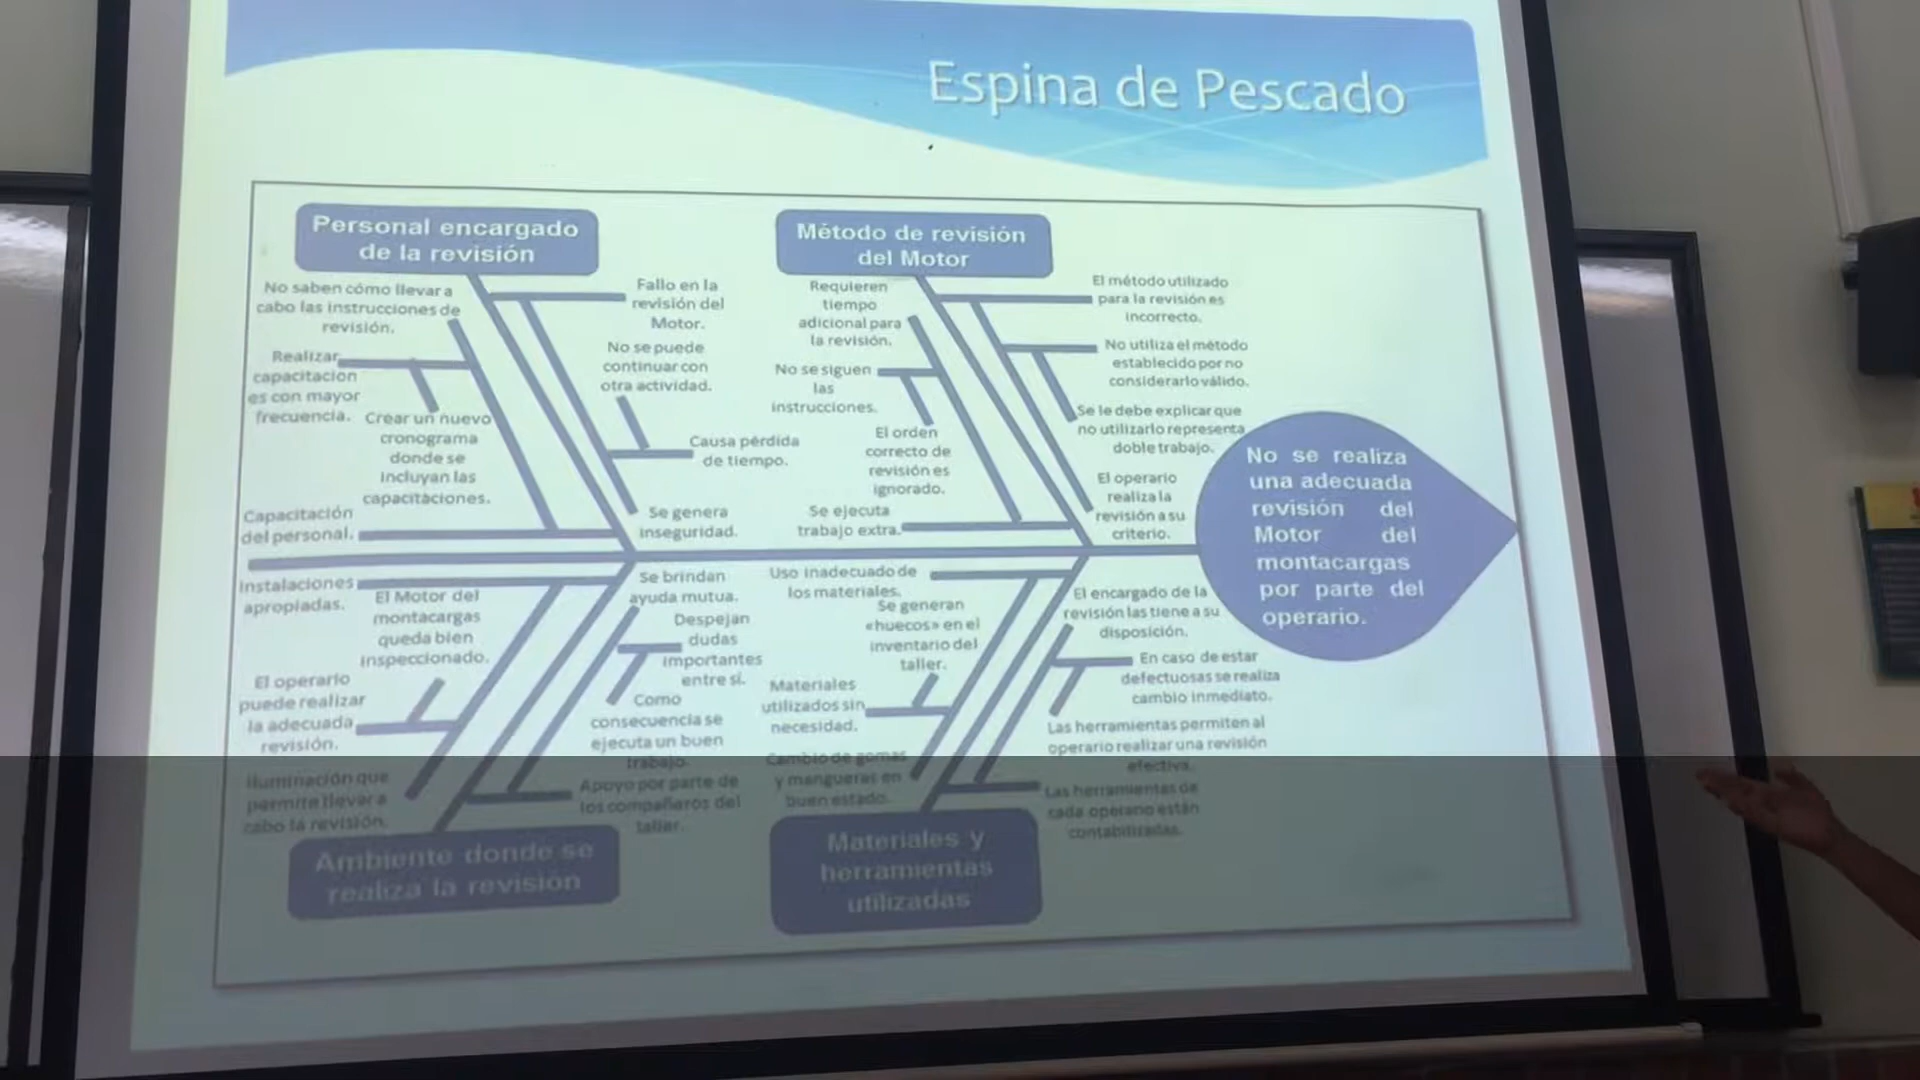 Espina de Pescado
Personal encargado
de la revisión
No saben cómo llevar a
cabo las instrucciones de
revisión.
Realizar
capacitacion
es con mayor
frecuencia.
Crear un nuevo
cronograma
donde se
incluyan las
capacitaciones.
Capacitación
del personal.
Fallo en la
revisión del
Motor.
No se puede
continuar con
otra actividad.
Causa pérdida
de tiempo.
Se genera
inseguridad.
Método de revisión
del Motor
Requieren
tiempo
adicional para
la revisión.
No se siguen
las
instrucciones.
El orden
correcto de
revisión es
ignorado.
Se ejecuta
trabajo extra.
El método utilizado
para la revisión es
incorrecto.
No utiliza el método
establecido por no
considerarlo válido.
Se le debe explicar que
no utilizarlo representa
doble trabajo.
El operario
realiza la
revisión a su
criterio.
No se realiza
una adecuada
revisión del
Motor del
montacargas
por parte del
operario.
Instalaciones
apropiadas.
El Motor del
montacargas
queda bien
inspeccionado.
El operario
puede realizar
la adecuada
revisión.
Iluminación que
permite llevar a
cabo la revisión.
Se brindan
ayuda mutua.
Despejan
dudas
importantes
entre sí.
Como
consecuencia se
ejecuta un buen
trabajo.
Apoyo por parte de
los compañeros del
taller.
Ambiente donde se
realiza la revisión
Uso inadecuado de
los materiales.
Se generan
«huecos» en el
inventario del
taller.
Materiales
utilizados sin
necesidad.
Cambio de gomas
y mangueras en
buen estado.
El encargado de la
revisión las tiene a su
disposición.
En caso de estar
defectuosas se realiza
cambio inmediato.
Las herramientas permiten al
operario realizar una revisión
efectiva.
Las herramientas de
cada operario están
contabilizadas.
Materiales y
herramientas
utilizadas